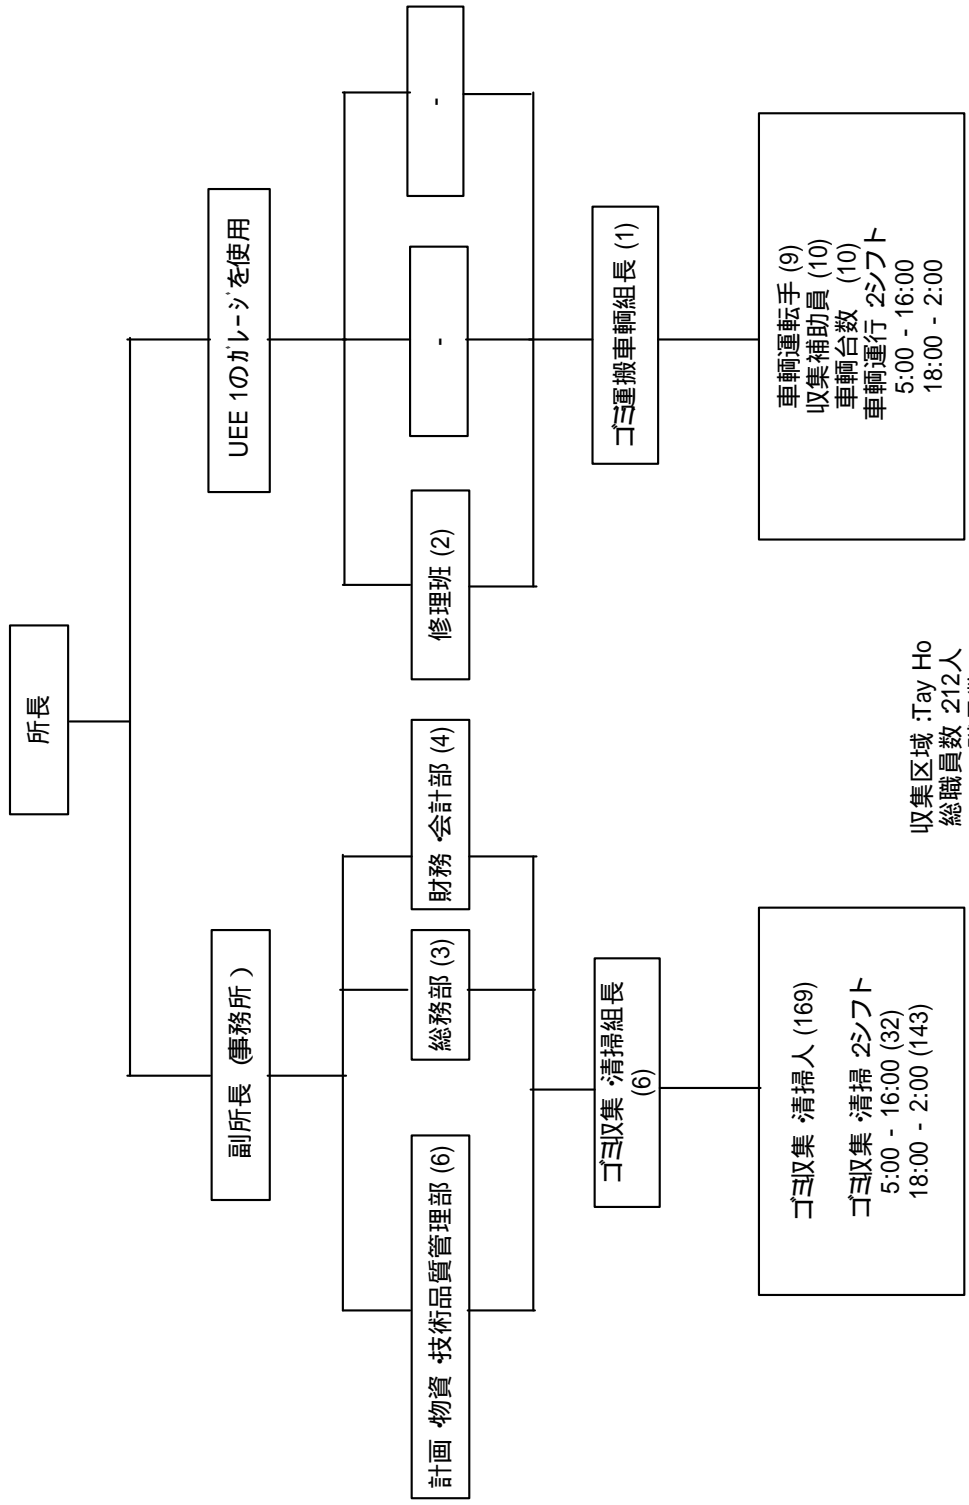 所長
副所長 (事務所)
UEE 1のガレージを使用
計画・物資・技術品質管理部 (6)
総務部 (3)
財務・会計部 (4)
修理班 (2)
-
-
ゴミ収集・清掃組長
(6)
ゴミ運搬車輌組長 (1)
ゴミ収集・清掃人 (169)
ゴミ収集・清掃 2シフト
5:00 - 16:00 (32)
18:00 - 2:00 (143)
車輌運転手 (9)
収集補助員 (10)
車輌台数 (10)
車輌運行 2シフト
5:00 - 16:00
18:00 - 2:00
収集区域 :Tay Ho
総職員数 :212人